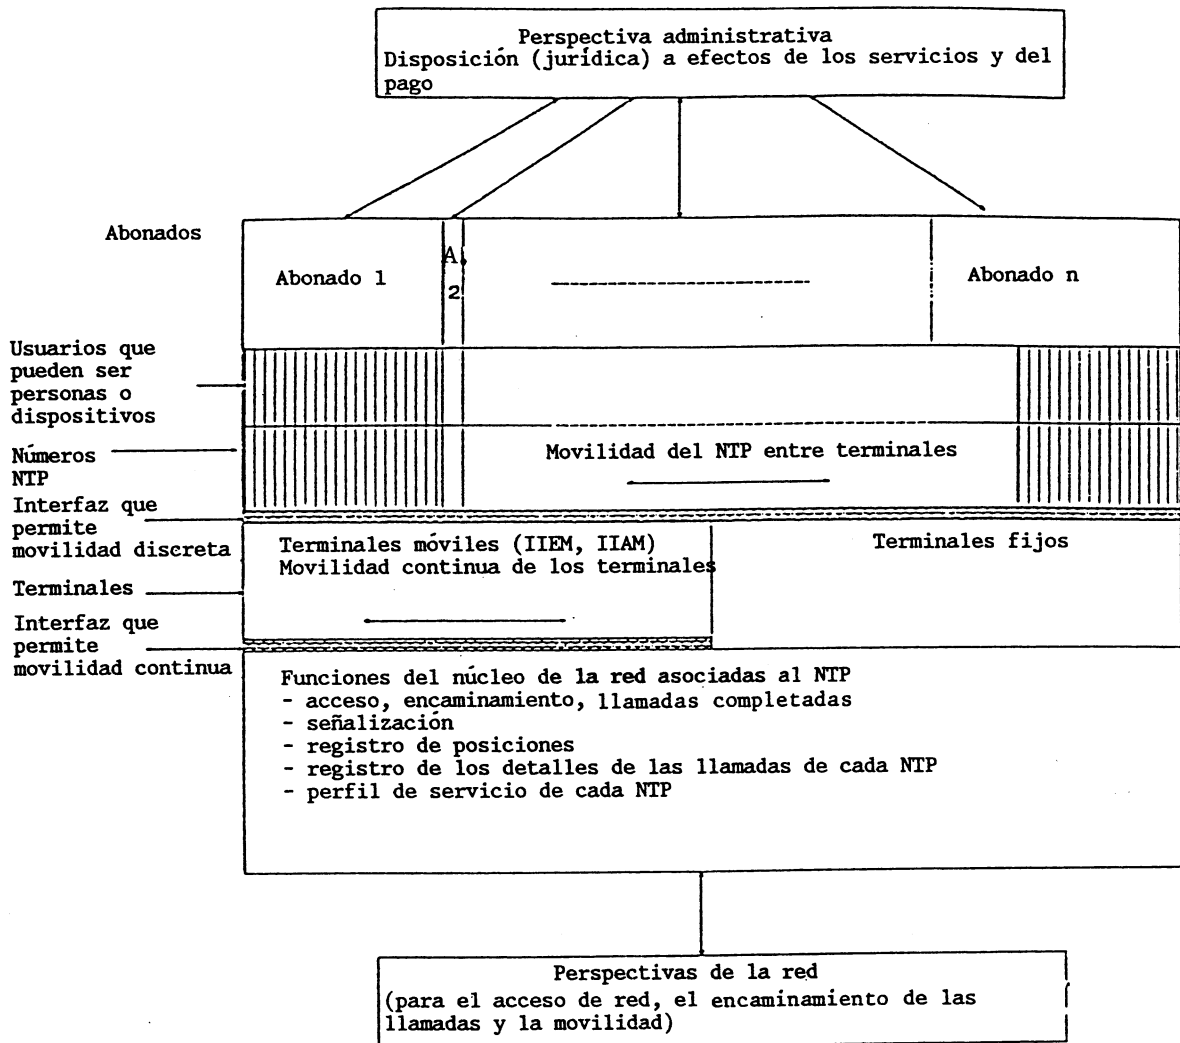 Perspectiva administrativa
Disposición (jurídica) a efectos de los servicios y del
pago
Abonados
Abonado 1
A
2
Abonado n
Usuarios que
pueden ser
personas o
dispositivos
Números
NTP
Movilidad del NTP entre terminales
Interfaz que
permite
movilidad discreta
Terminales móviles (IIEM, IIAM)
Movilidad continua de los terminales
Terminales fijos
Terminales
Interfaz que
permite
movilidad continua
Funciones del núcleo de la red asociadas al NTP
- acceso, encaminamiento, llamadas completadas
- señalización
- registro de posiciones
- registro de los detalles de las llamadas de cada NTP
- perfil de servicio de cada NTP
Perspectivas de la red
(para el acceso de red, el encaminamiento de las
llamadas y la movilidad)